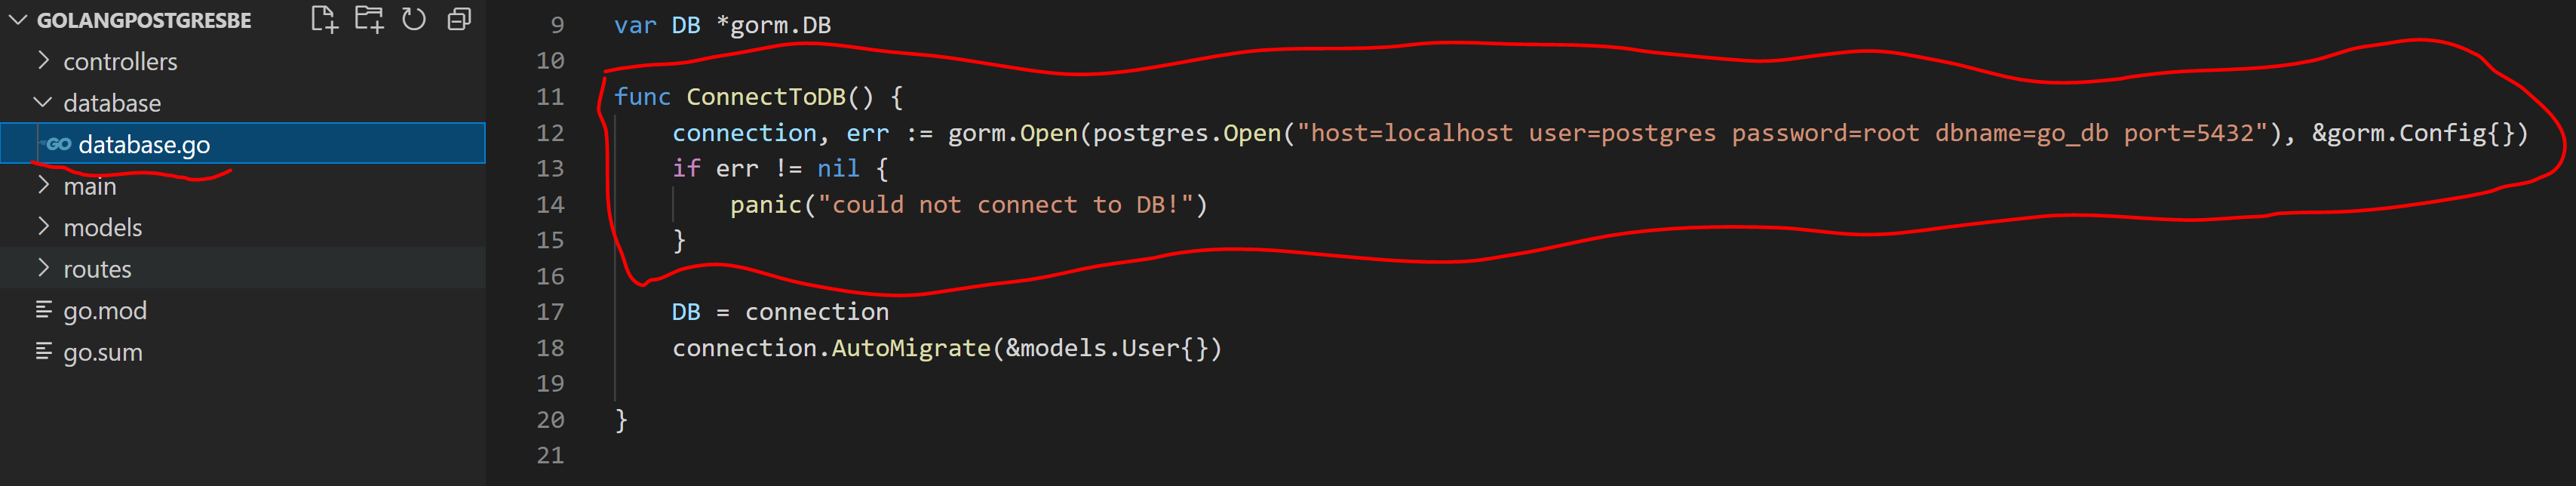 GOLANGPOSTGRESBE
controllers
database
GO database.go
main
models
routes
go.mod
go.sum
9 var DB *gorm.DB
10
11 func ConnectToDB() {
12 connection, err := gorm.Open(postgres.Open("host=localhost user=postgres password=root dbname=go_db port=5432"), &gorm.Config{})
13 if err != nil {
14 panic("could not connect to DB!")
15 }
16
17 DB = connection
18 connection.AutoMigrate(&models.User{})
19
20 }
21